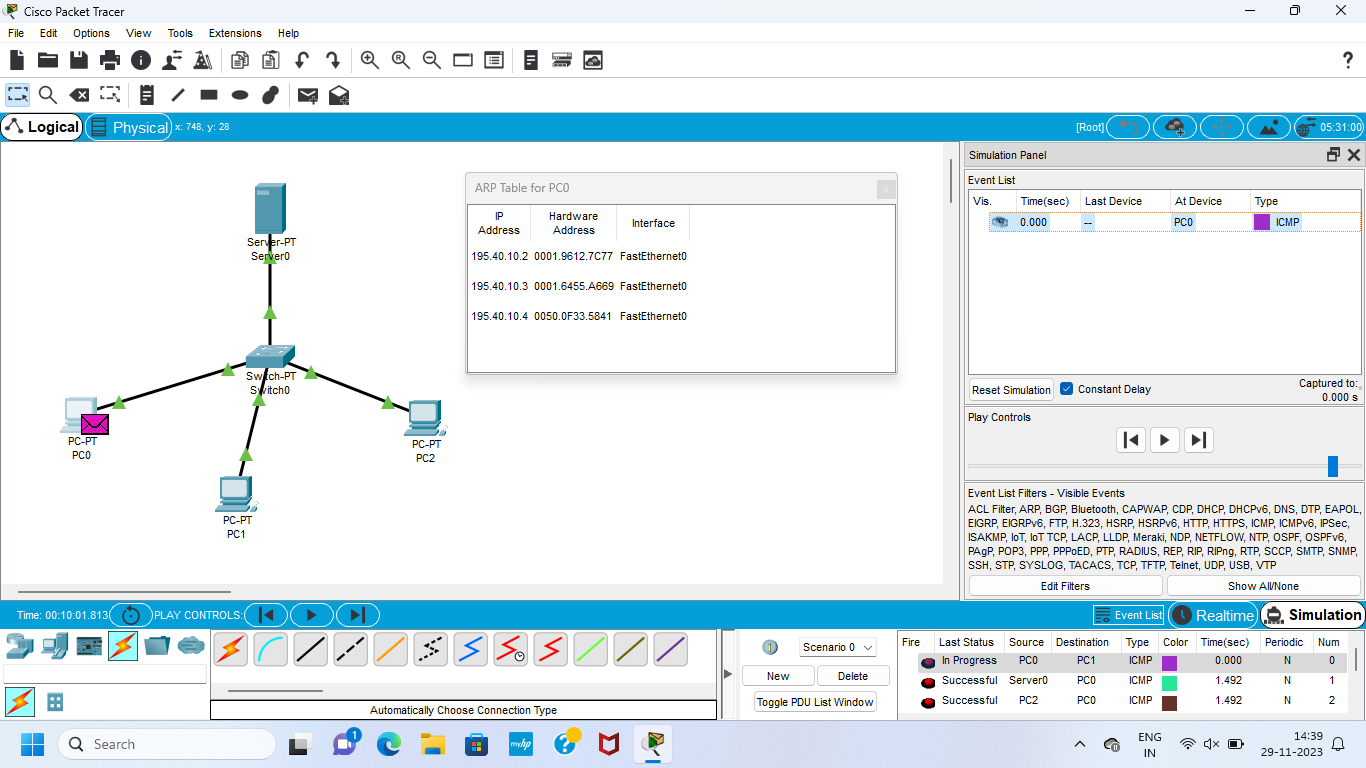 Cisco Packet Tracer
File Edit Options View Tools Extensions Help
Logical
Physical
x: 748, y: 28
[Root]
05:31:00
Server-PT
Server0
Switch-PT
Switch0
PC-PT
PC0
PC-PT
PC1
PC-PT
PC2
ARP Table for PC0
IP Address Hardware Address Interface
195.40.10.2 0001.9612.7C77 FastEthernet0
195.40.10.3 0001.6455.A669 FastEthernet0
195.40.10.4 0050.0F33.5841 FastEthernet0
Simulation Panel
Event List
Vis. Time(sec) Last Device At Device Type
0.000 -- PC0 ICMP
Reset Simulation Constant Delay Captured to:
0.000 s
Play Controls
Event List Filters - Visible Events
ACL Filter, ARP, BGP, Bluetooth, CAPWAP, CDP, DHCP, DHCPv6, DNS, DTP, EAPOL,
EIGRP, EIGRPv6, FTP, H.323, HSRP, HSRPv6, HTTP, HTTPS, ICMP, ICMPv6, IPSec,
ISAKMP, IoT, IoT TCP, LACP, LLDP, Meraki, NDP, NETFLOW, NTP, OSPF, OSPFv6,
PAgP, POP3, PPP, PPPoED, PTP, RADIUS, REP, RIP, RIPng, RTP, SCCP, SMTP, SNMP,
SSH, STP, SYSLOG, TACACS, TCP, TFTP, Telnet, UDP, USB, VTP
Edit Filters Show All/None
Time: 00:10:01.813 PLAY CONTROLS:
Event List Realtime Simulation
Automatically Choose Connection Type
Scenario 0
New Delete
Toggle PDU List Window
Fire Last Status Source Destination Type Color Time(sec) Periodic Num
In Progress PC0 PC1 ICMP 0.000 N 0
Successful Server0 PC0 ICMP 1.492 N 1
Successful PC2 PC0 ICMP 1.492 N 2
Search
1
myhp
ENG
IN
14:39
29-11-2023